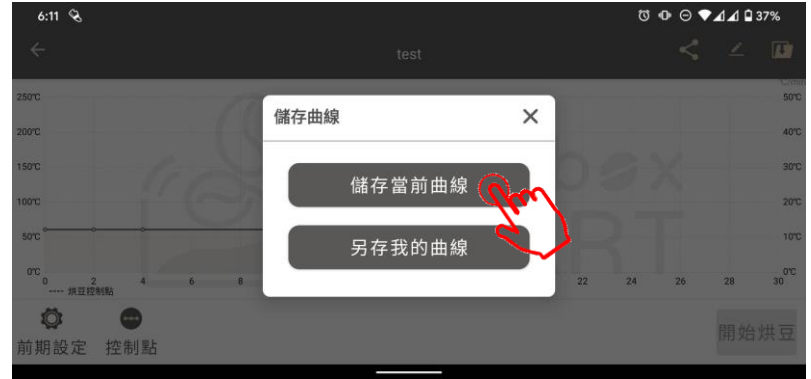 6:11 37%
test
℃/min
250℃ 50℃
儲存曲線
200℃ 40℃
150℃ 30℃
儲存當前曲線
100℃ 20℃
50℃ 10℃
另存我的曲線
0℃ 0℃
0 2 4 6 8 22 24 26 28 30
---- 烘豆控制點
前期設定 控制點 開始烘豆